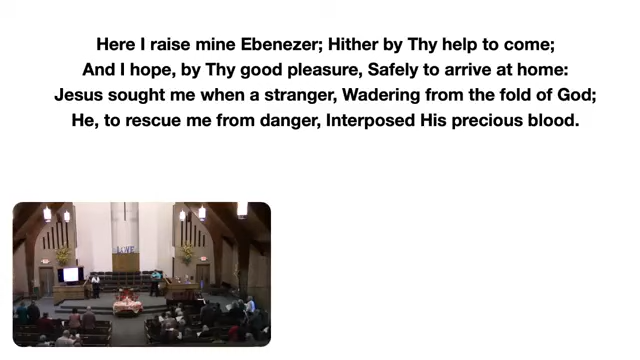 Here I raise mine Ebenezer; Hither by Thy help to come;
And I hope, by Thy good pleasure, Safely to arrive at home:
Jesus sought me when a stranger, Wadering from the fold of God;
He, to rescue me from danger, Interposed His precious blood.
LOVE